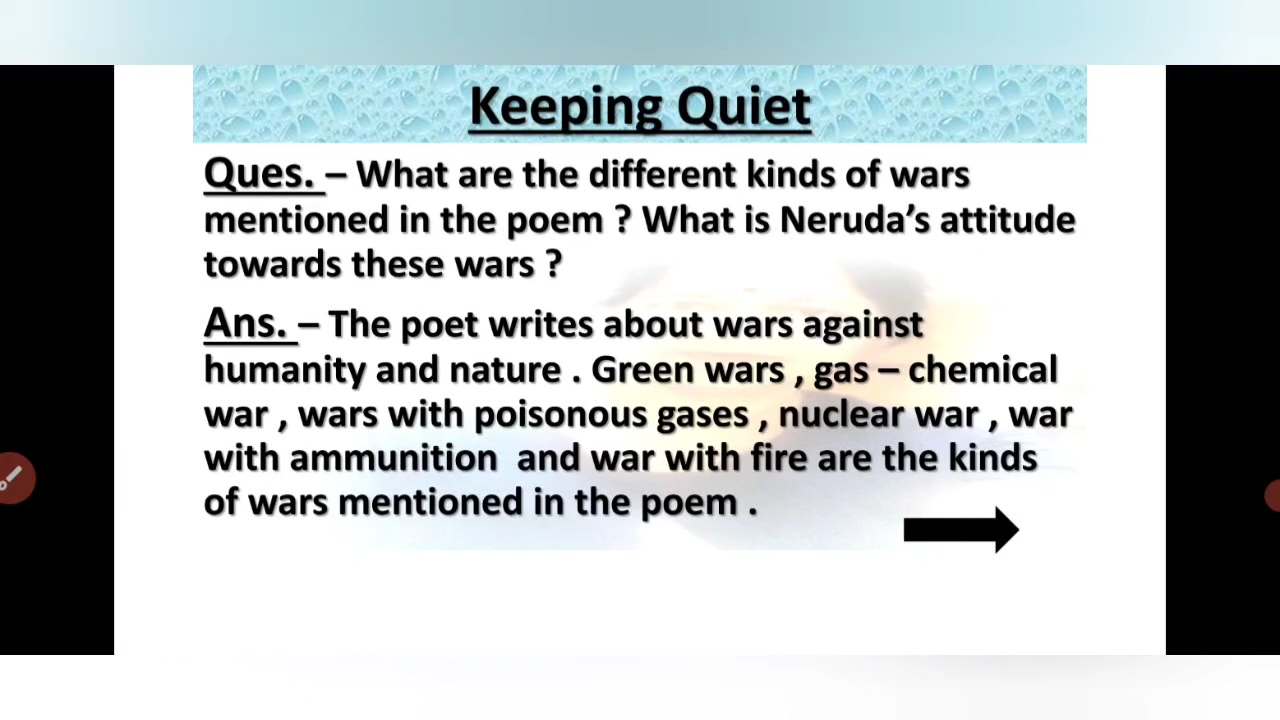 Keeping Quiet
Ques. – What are the different kinds of wars
mentioned in the poem ? What is Neruda’s attitude
towards these wars ?
Ans. – The poet writes about wars against
humanity and nature . Green wars , gas – chemical
war , wars with poisonous gases , nuclear war , war
with ammunition  and war with fire are the kinds
of wars mentioned in the poem .